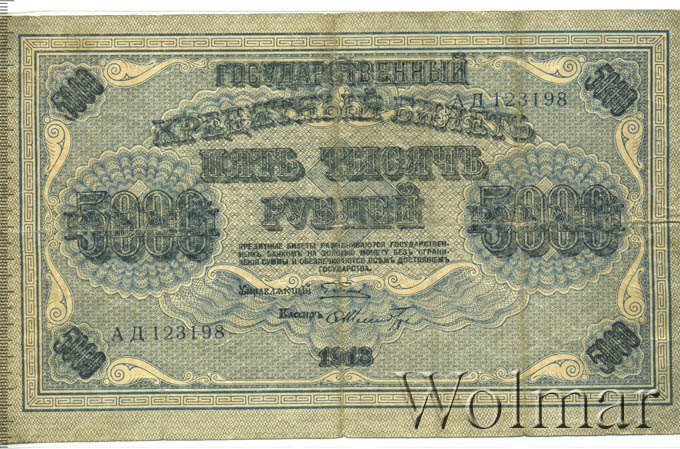 5000 5000
ГОСУДАРСТВЕННЫЙ
КРЕДИТНЫЙ БИЛЕТЪ
АД 123198
ПЯТЬ ТЫСЯЧЪ
РУБЛЕЙ
5000 5000
КРЕДИТНЫЕ БИЛЕТЫ РАЗМѢНИВАЮТСЯ ГОСУДАРСТВЕН-
НЫМЪ БАНКОМЪ НА ЗОЛОТУЮ МОНЕТУ БЕЗЪ ОГРАНИ-
ЧЕНІЯ СУММЫ И ОБЕЗПЕЧИВАЮТСЯ ВСѢМЪ ДОСТОЯНІЕМЪ
ГОСУДАРСТВА.
Управляющій
Кассиръ
АД 123198
5000 1918 5000
Wolmar